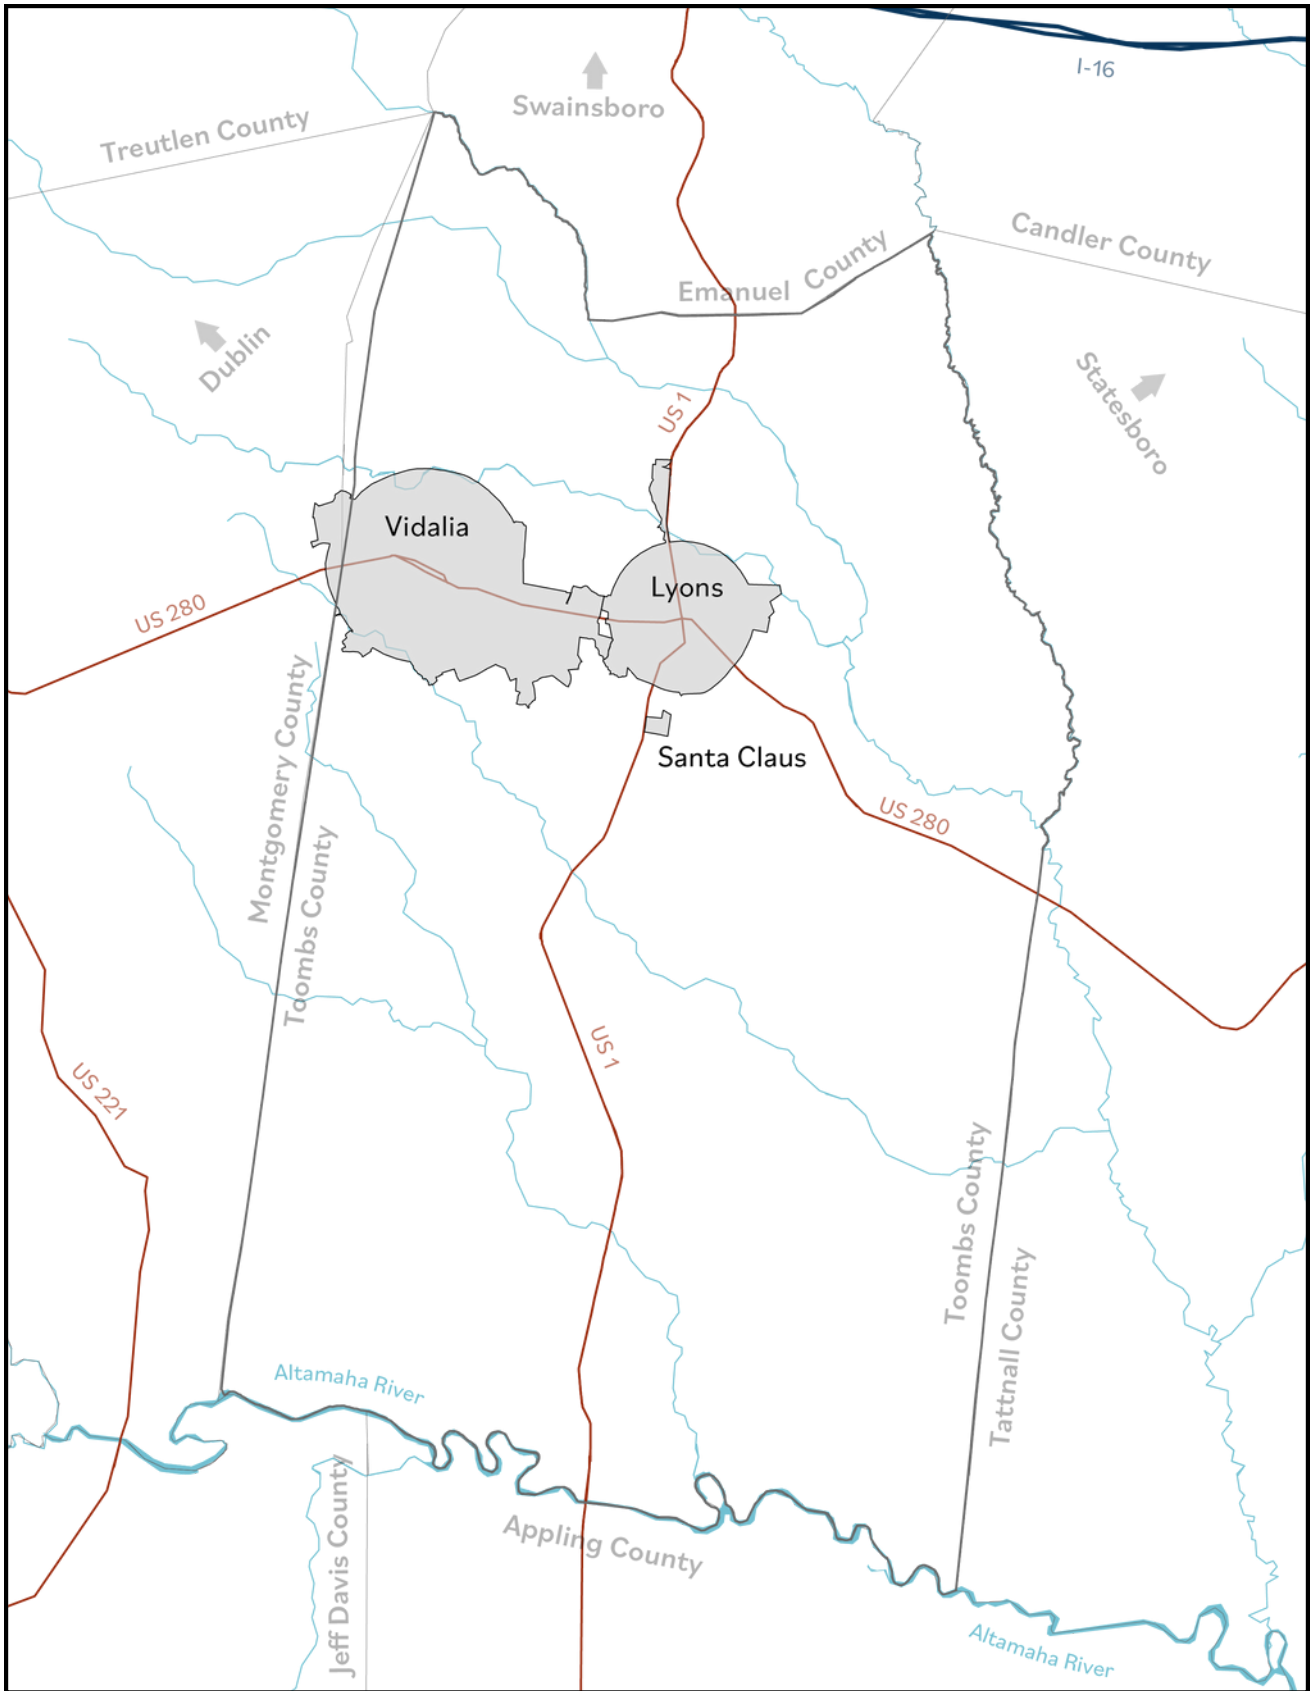 I-16
Swainsboro
Treutlen County
Candler County
Emanuel County
Dublin
Statesboro
US 1
Vidalia
Lyons
US 280
Santa Claus
Montgomery County
US 280
Toombs County
US 1
US 221
Toombs County
Tattnall County
Altamaha River
Jeff Davis County
Appling County
Altamaha River